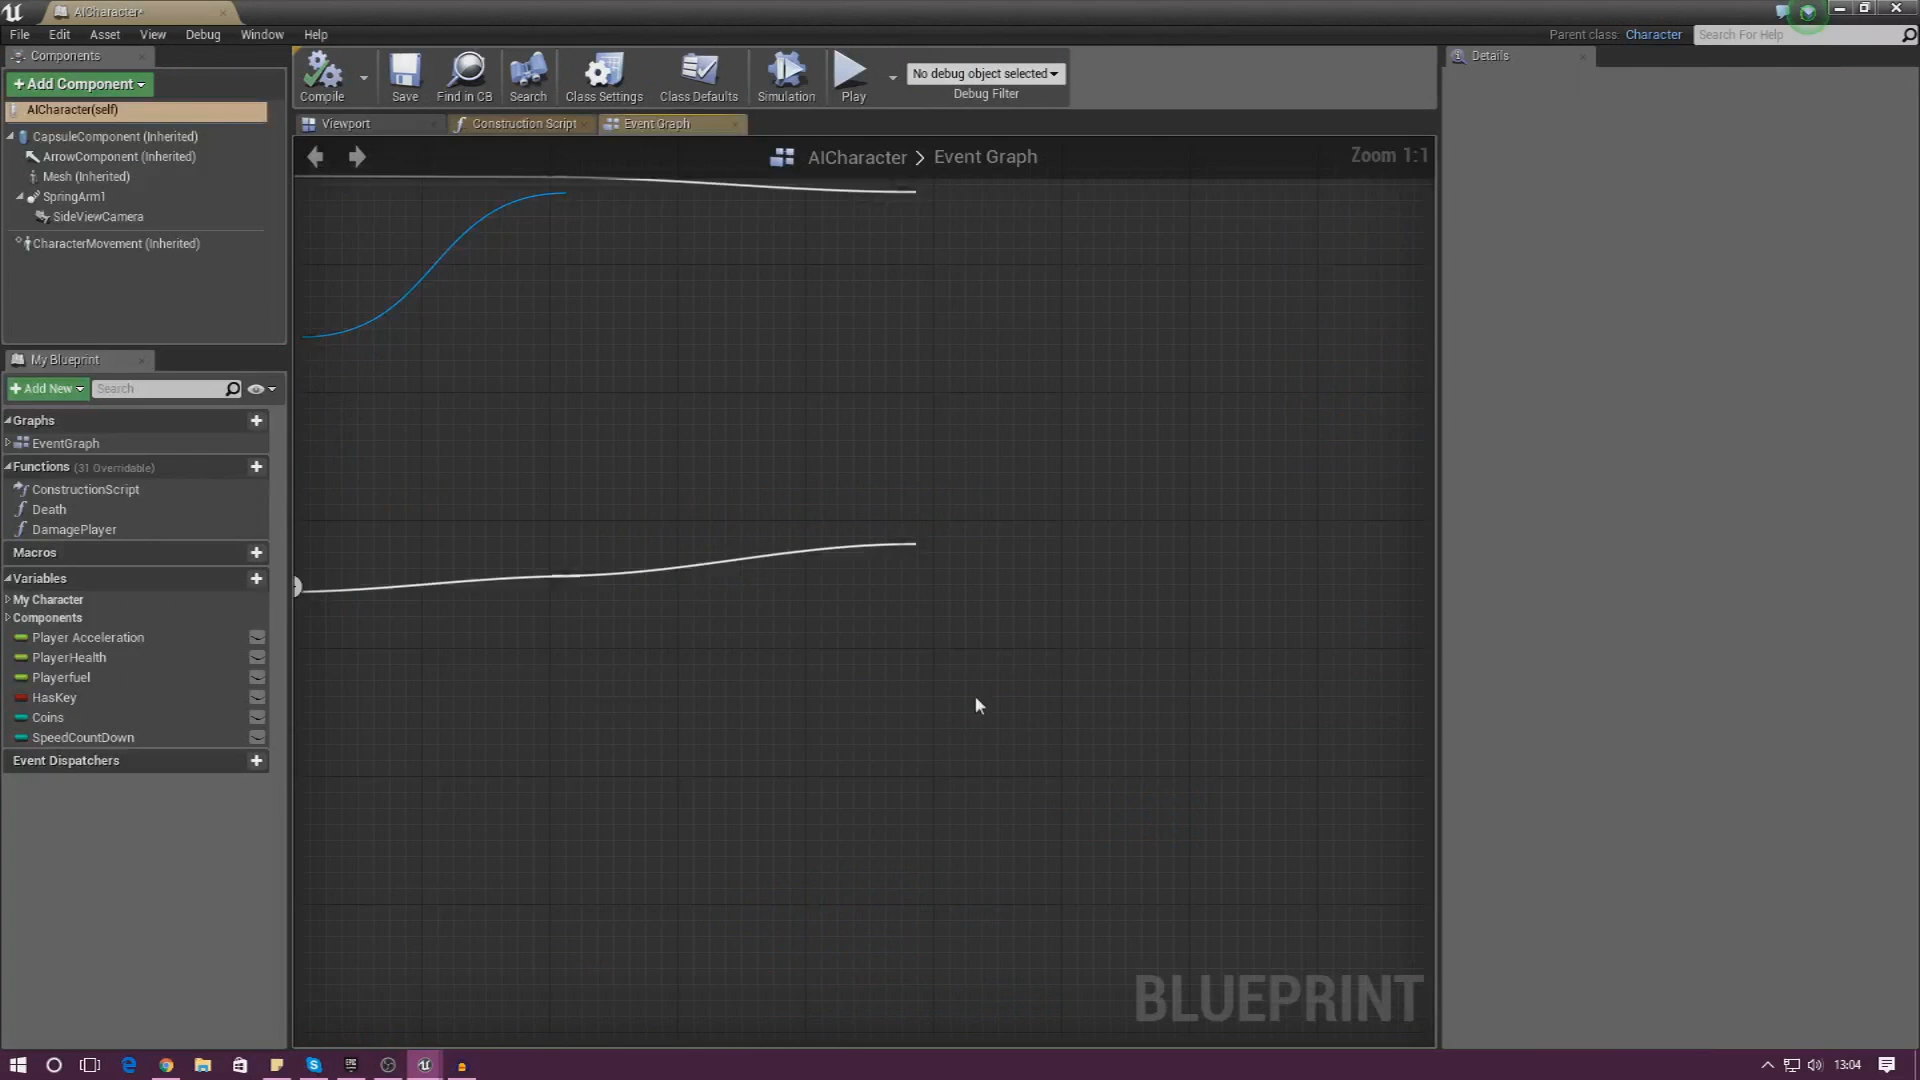 AICharacter*
File Edit Asset View Debug Window Help
Parent class: Character
Search For Help
Components
+Add Component
AICharacter(self)
CapsuleComponent (Inherited)
ArrowComponent (Inherited)
Mesh (Inherited)
SpringArm1
SideViewCamera
CharacterMovement (Inherited)
My Blueprint
+Add New
Search
Graphs
EventGraph
Functions (31 Overridable)
ConstructionScript
Death
DamagePlayer
Macros
Variables
My Character
Components
Player Acceleration
PlayerHealth
Playerfuel
HasKey
Coins
SpeedCountDown
Event Dispatchers
Compile Save Find in CB Search Class Settings Class Defaults Simulation Play
No debug object selected
Debug Filter
Viewport Construction Script Event Graph
AICharacter > Event Graph
Zoom 1:1
BLUEPRINT
Details
13:04